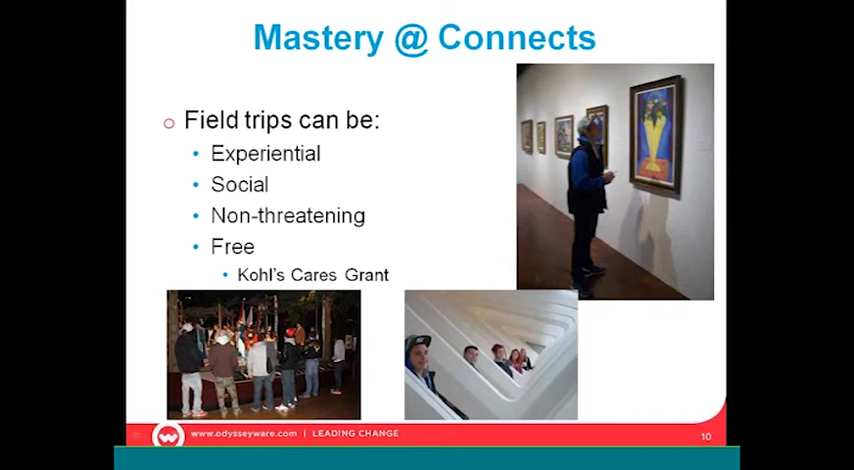 Mastery @ Connects
Field trips can be:
Experiential
Social
Non-threatening
Free
Kohl's Cares Grant
www.odysseyware.com | LEADING CHANGE
10